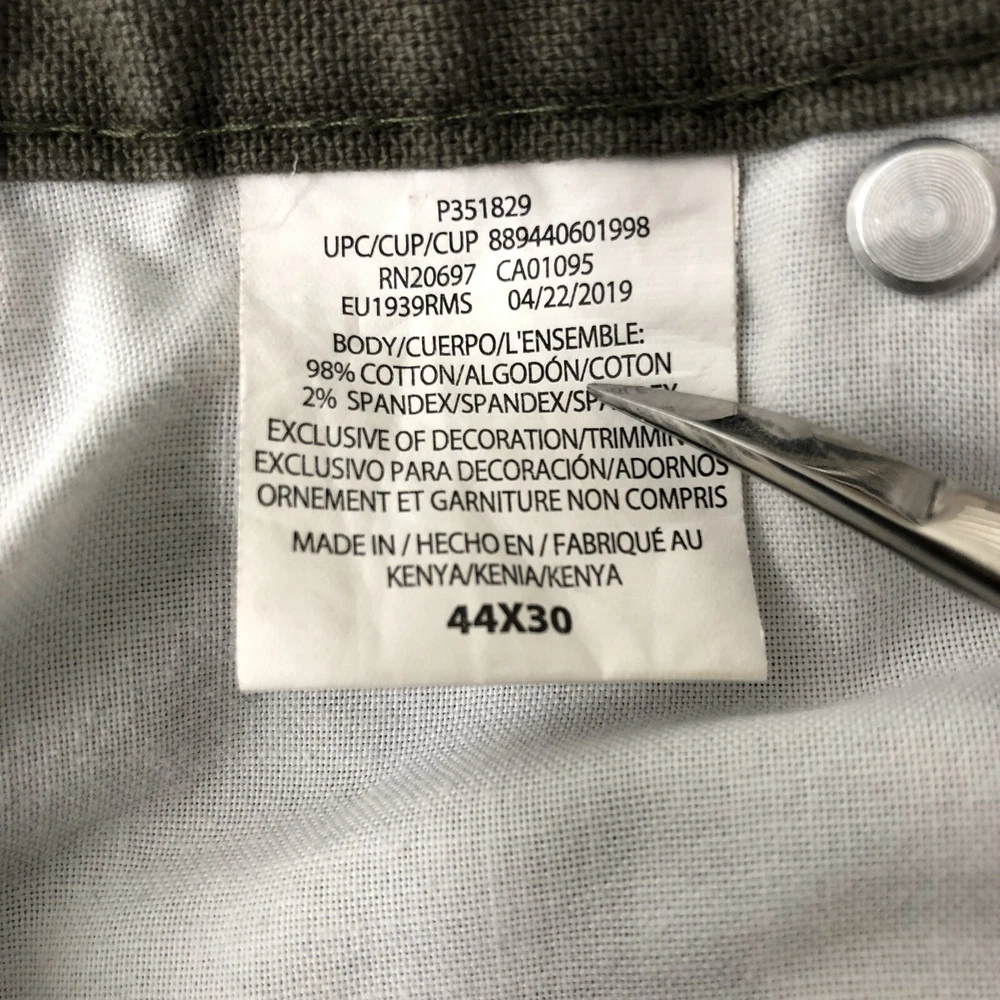 P351829
UPC/CUP/CUP 889440601998
RN20697 CA01095
EU1939RMS 04/22/2019
BODY/CUERPO/L'ENSEMBLE:
98% COTTON/ALGODÓN/COTON
2% SPANDEX/SPANDEX/
EXCLUSIVE OF DECORATION/
EXCLUSIVO PARA DECORACIÓN/ADORNOS
ORNEMENT ET GARNITURE NON COMPRIS
MADE IN / HECHO EN / FABRIQUÉ AU
KENYA/KENIA/KENYA
44X30